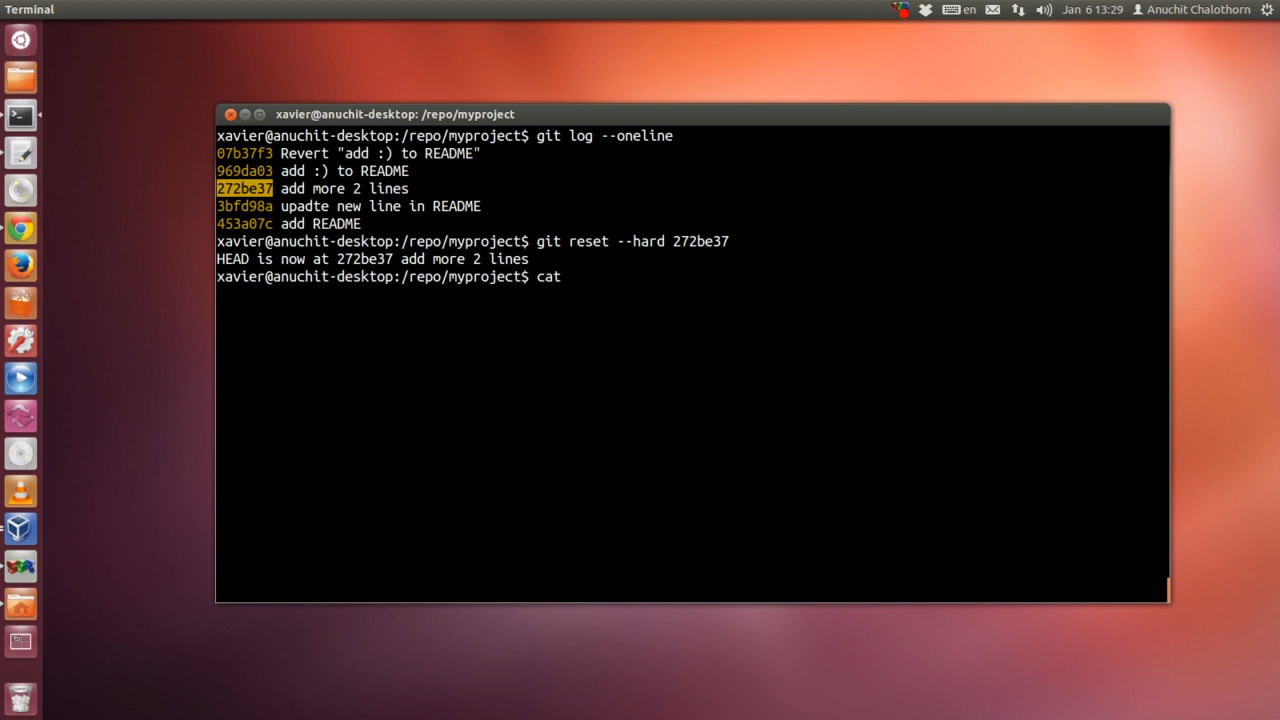 Terminal
en
Jan 6 13:29
Anuchit Chalothorn
xavier@anuchit-desktop: /repo/myproject
xavier@anuchit-desktop:/repo/myproject$ git log --oneline
07b37f3 Revert "add :) to README"
969da03 add :) to README
272be37 add more 2 lines
3bfd98a upadte new line in README
453a07c add README
xavier@anuchit-desktop:/repo/myproject$ git reset --hard 272be37
HEAD is now at 272be37 add more 2 lines
xavier@anuchit-desktop:/repo/myproject$ cat